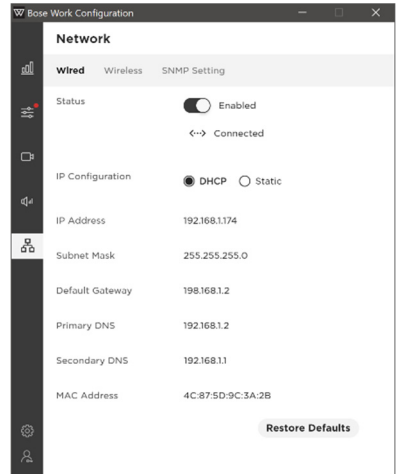 W Bose Work Configuration
Network
Wired Wireless SNMP Setting
Status Enabled
Connected
IP Configuration DHCP Static
IP Address 192.168.1.174
Subnet Mask 255.255.255.0
Default Gateway 198.168.1.2
Primary DNS 192.168.1.2
Secondary DNS 192.168.1.1
MAC Address 4C:87:5D:9C:3A:2B
Restore Defaults